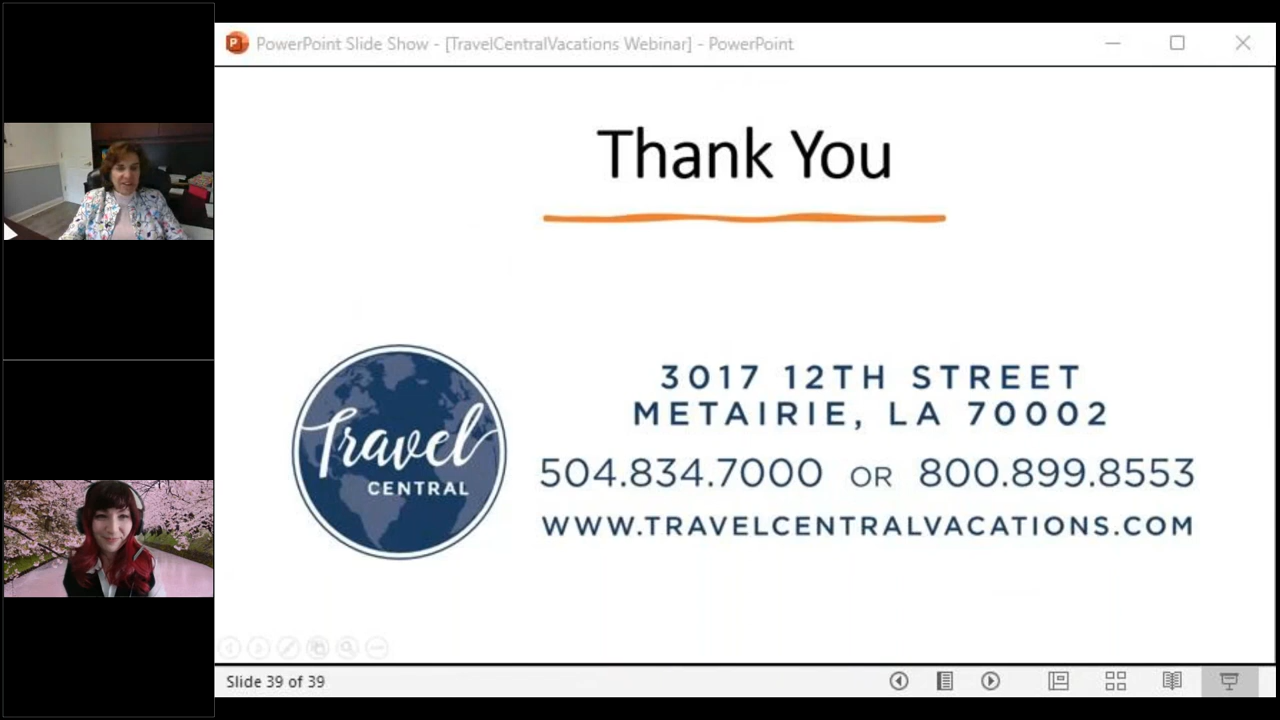 PowerPoint Slide Show - [TravelCentralVacations Webinar] - PowerPoint
Thank You
Travel
CENTRAL
3017 12TH STREET
METAIRIE, LA 70002
504.834.7000 OR 800.899.8553
WWW.TRAVELCENTRALVACATIONS.COM
Slide 39 of 39